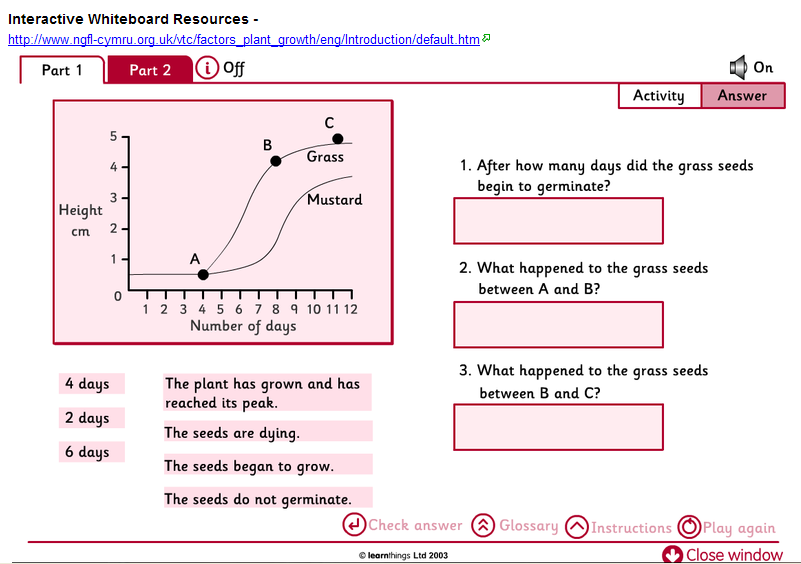 Interactive Whiteboard Resources -
http://www.ngfl-cymru.org.uk/vtc/factors_plant_growth/eng/Introduction/default.htm
Part 1
Part 2
i
Off
On
Activity
Answer
5
4
3
2
1
0
Height
cm
A
B
C
Grass
Mustard
1 2 3 4 5 6 7 8 9 10 11 12
Number of days
1. After how many days did the grass seeds
begin to germinate?
2. What happened to the grass seeds
between A and B?
3. What happened to the grass seeds
between B and C?
4 days
2 days
6 days
The plant has grown and has
reached its peak.
The seeds are dying.
The seeds began to grow.
The seeds do not germinate.
Check answer
Glossary
Instructions
Play again
© learnthings Ltd 2003
Close window